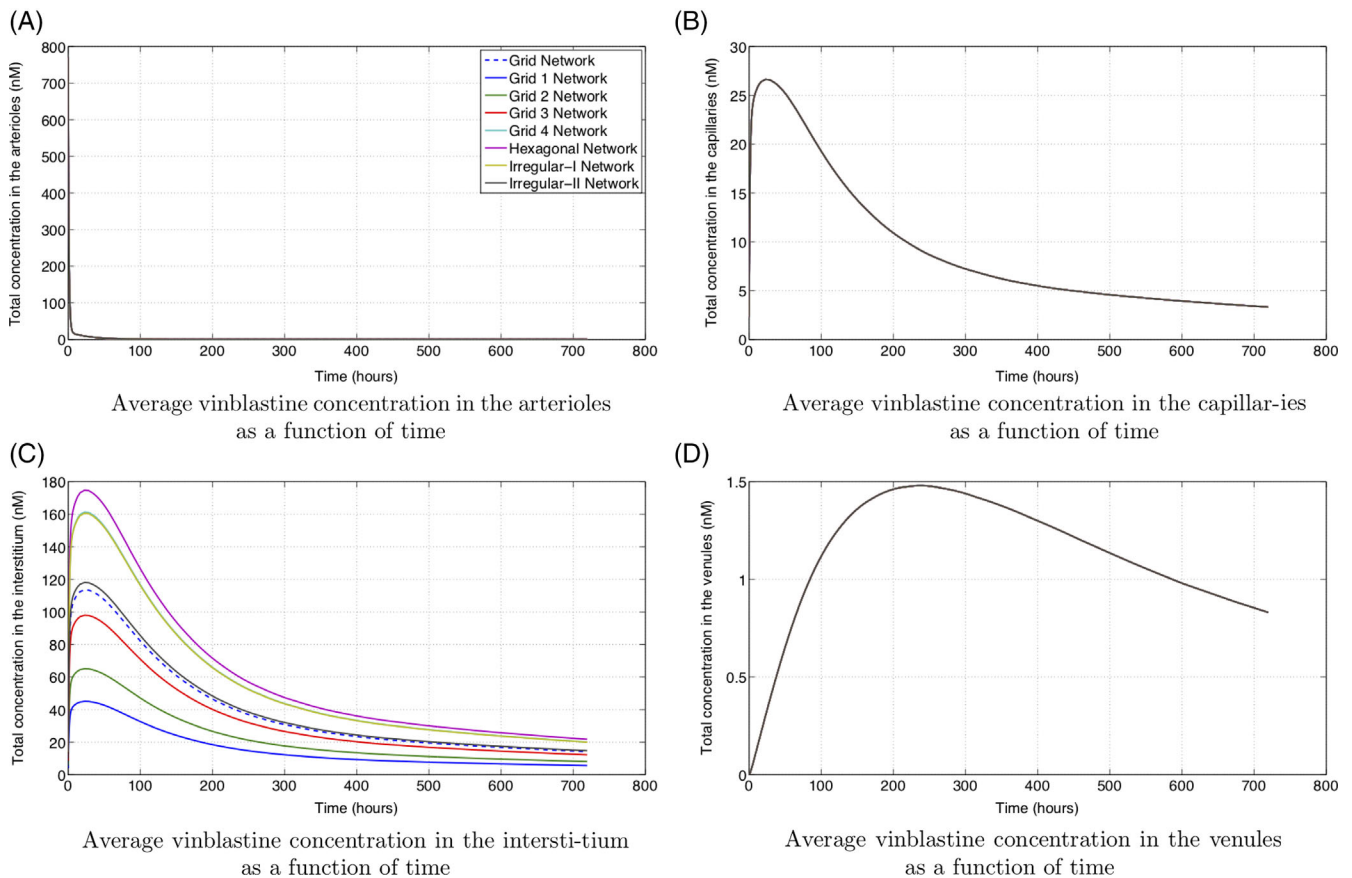 (A)
Total concentration in the arterioles (nM)
800
700
600
500
400
300
200
100
0
0 100 200 300 400 500 600 700 800
Time (hours)
Grid Network
Grid 1 Network
Grid 2 Network
Grid 3 Network
Grid 4 Network
Hexagonal Network
Irregular–I Network
Irregular–II Network
Average vinblastine concentration in the arterioles
as a function of time
(B)
Total concentration in the capillaries (nM)
30
25
20
15
10
5
0
0 100 200 300 400 500 600 700 800
Time (hours)
Average vinblastine concentration in the capillar-ies
as a function of time
(C)
Total concentration in the interstitium (nM)
180
160
140
120
100
80
60
40
20
0
0 100 200 300 400 500 600 700 800
Time (hours)
Average vinblastine concentration in the intersti-tium
as a function of time
(D)
Total concentration in the venules (nM)
1.5
1
0.5
0
0 100 200 300 400 500 600 700 800
Time (hours)
Average vinblastine concentration in the venules
as a function of time